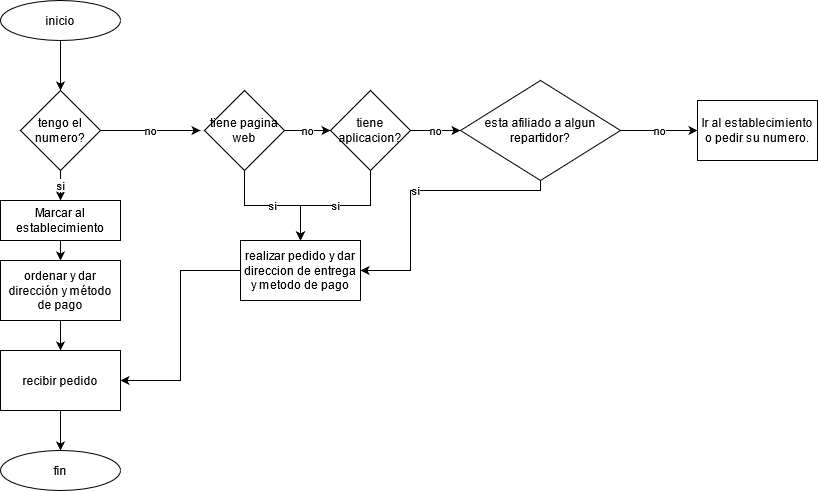 inicio
tengo el
numero?
no
tiene pagina
web
no
tiene
aplicacion?
no
esta afiliado a algun
repartidor?
no
Ir al establecimiento
o pedir su numero.
si
si
si
si
Marcar al
establecimiento
realizar pedido y dar
direccion de entrega
y metodo de pago
ordenar y dar
dirección y método
de pago
recibir pedido
fin